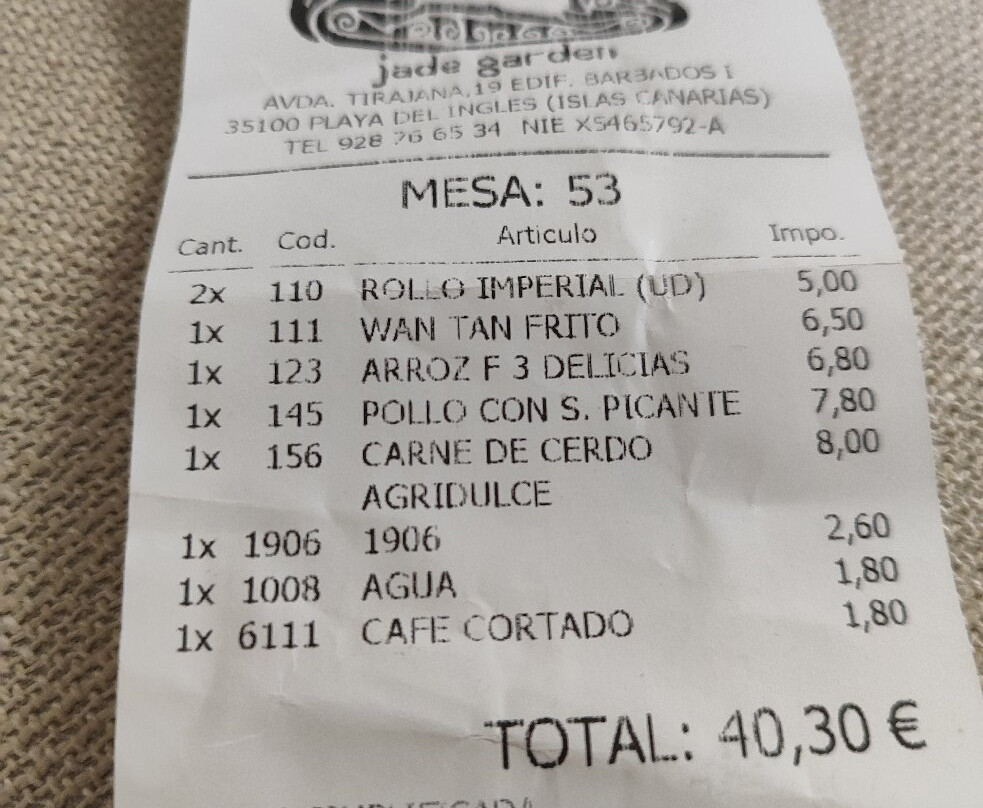 jade garden
AVDA. TIRAJANA,19 EDIF. BARBADOS I
35100 PLAYA DEL INGLES (ISLAS CANARIAS)
TEL 928 76 65 34 NIE X5465792-A
MESA: 53
Cant. Cod. Articulo Impo.
2x 110 ROLLO IMPERIAL (UD) 5,00
1x 111 WAN TAN FRITO 6,50
1x 123 ARROZ F 3 DELICIAS 6,80
1x 145 POLLO CON S. PICANTE 7,80
1x 156 CARNE DE CERDO 8,00
AGRIDULCE
1x 1906 1906 2,60
1x 1008 AGUA 1,80
1x 6111 CAFE CORTADO 1,80
TOTAL: 40,30 €